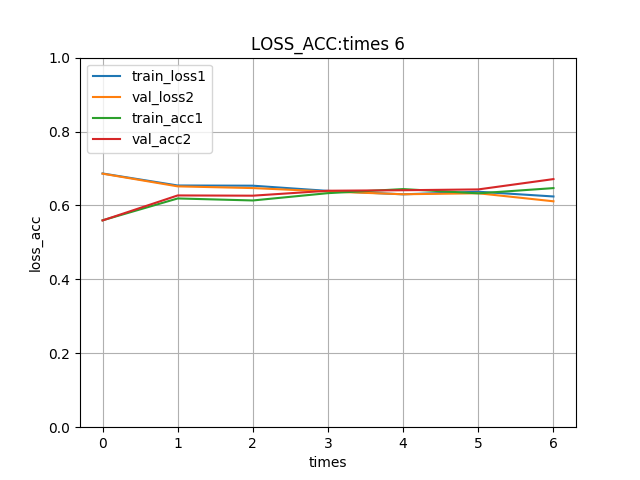 LOSS_ACC:times 6
1.0
0.8
0.6
0.4
0.2
0.0
loss_acc
train_loss1
val_loss2
train_acc1
val_acc2
0 1 2 3 4 5 6
times